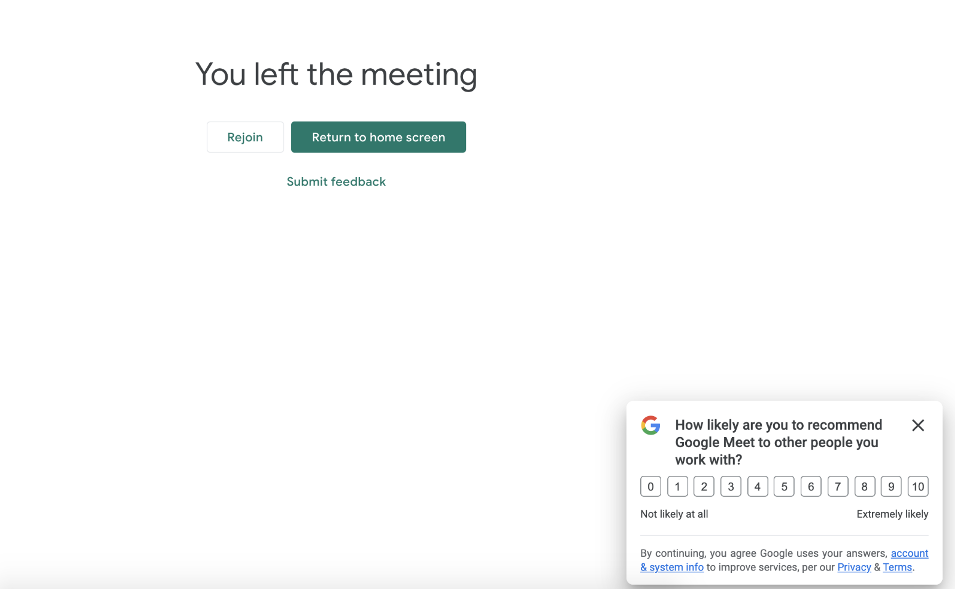 You left the meeting
Rejoin
Return to home screen
Submit feedback
How likely are you to recommend
Google Meet to other people you
work with?
0 1 2 3 4 5 6 7 8 9 10
Not likely at all
Extremely likely
By continuing, you agree Google uses your answers, account
& system info to improve services, per our Privacy & Terms.